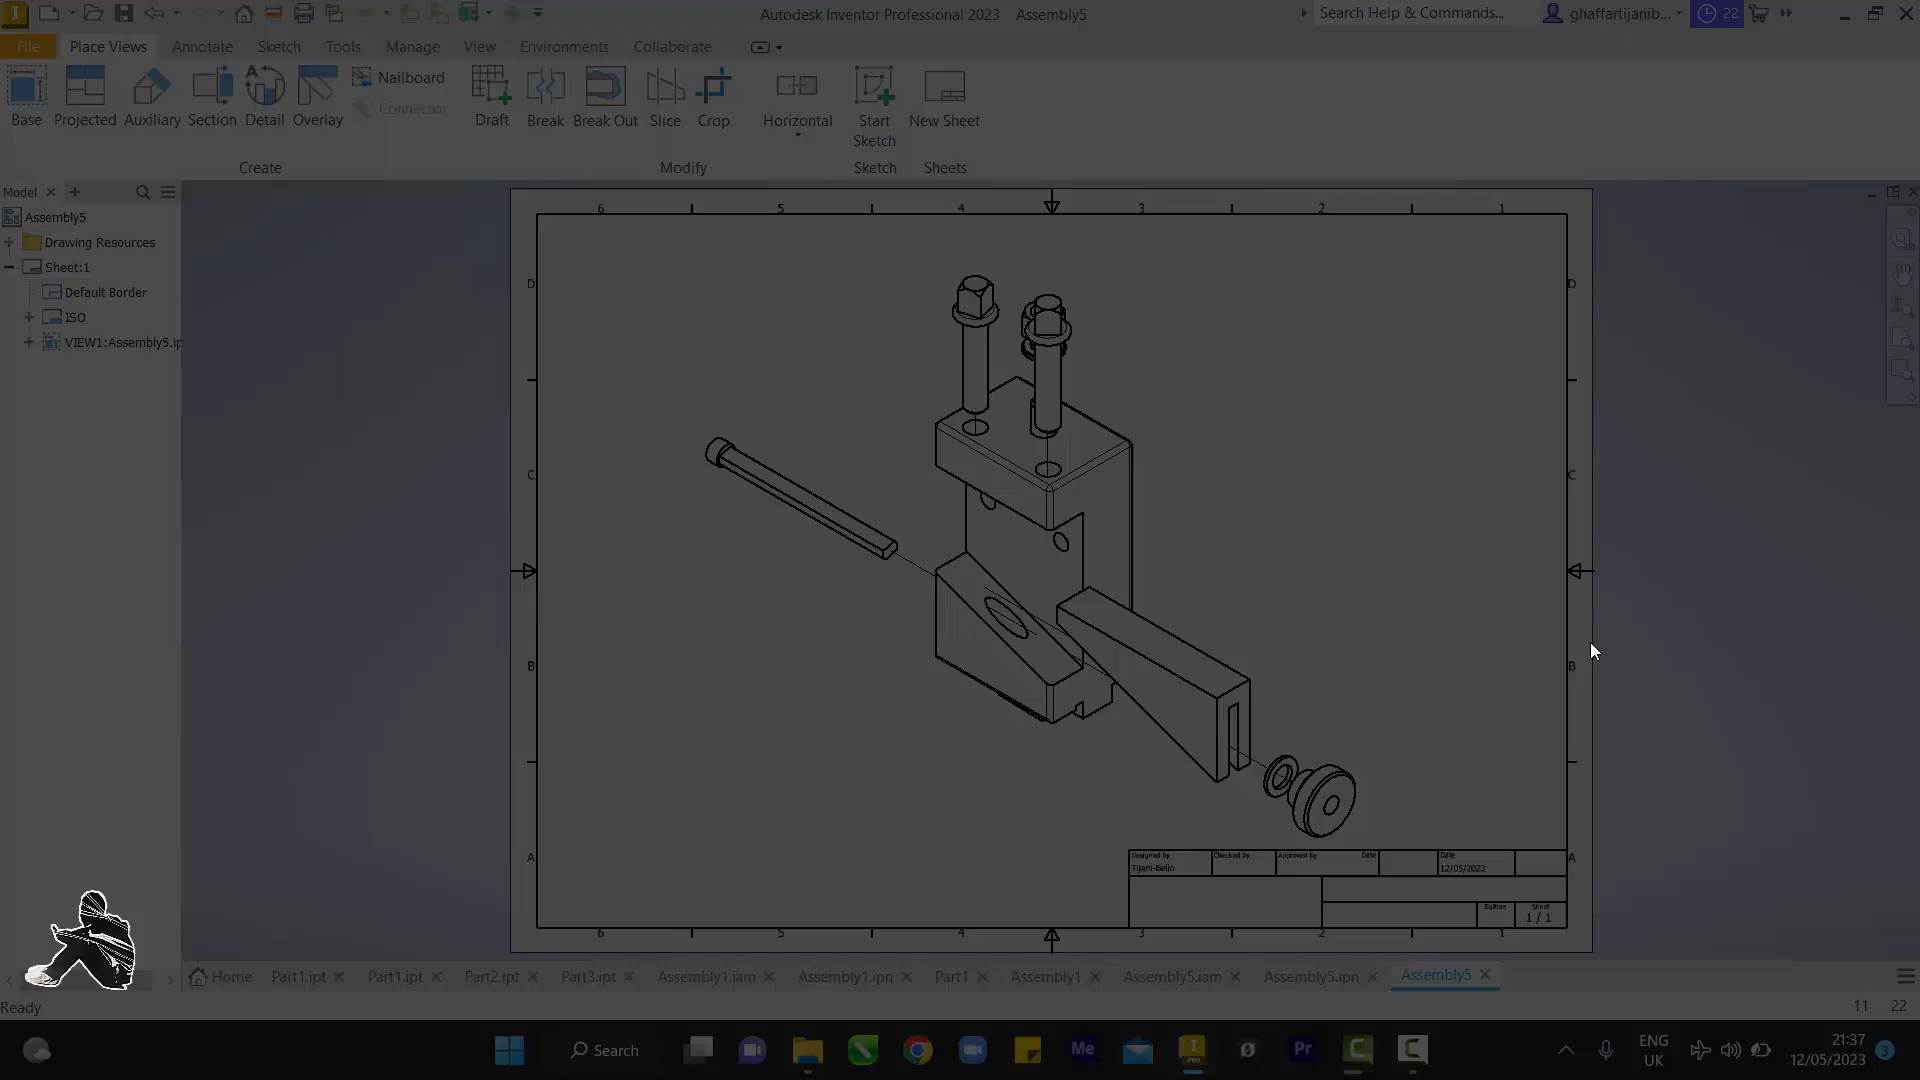 Autodesk Inventor Professional 2023 Assembly5
Search Help & Commands...
ghaffartijanib...
22
File Place Views Annotate Sketch Tools Manage View Environments Collaborate
Base Projected Auxiliary Section Detail Overlay
Nailboard
Connector
Draft Break Break Out Slice Crop
Horizontal
Start Sketch
New Sheet
Create Modify Sketch Sheets
Model
Assembly5
Drawing Resources
Sheet:1
Default Border
ISO
VIEW1:Assembly5.ip
6 5 4 3 2 1
D D
C C
B B
A A
Designed by Checked by Approved by Date Date
Tijani-Bello 12/05/2023
Edition Sheet
1 / 1
6 5 4 3 2 1
Home Part1.ipt Part1.ipt Part2.ipt Part3.ipt Assembly1.iam Assembly1.ipn Part1 Assembly1 Assembly5.iam Assembly5.ipn Assembly5
Ready
11 22
Search
Me
PRO
Pr
ENG
UK
21:37
12/05/2023
3